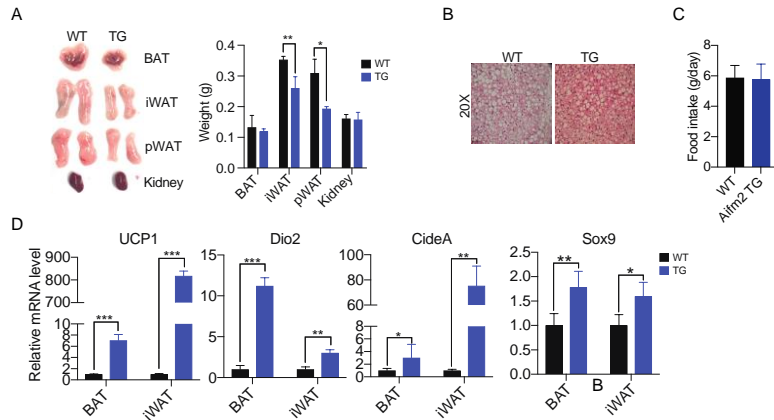 A
WT TG
BAT
iWAT
pWAT
Kidney
Weight (g)
0.4
0.3
0.2
0.1
0.0
** *
WT
TG
BAT
iWAT
pWAT
Kidney
B
WT TG
20X
C
Food intake (g/day)
8
6
4
2
0
WT
Aifm2 TG
D
Relative mRNA level
UCP1
900
800
700
8
6
4
2
0
*** ***
BAT
iWAT
Dio2
15
10
5
0
*** **
BAT
iWAT
CideA
100
80
60
8
6
4
2
0
* **
BAT
iWAT
Sox9
2.5
2.0
1.5
1.0
0.5
0.0
** *
BAT
iWAT
B
WT
TG